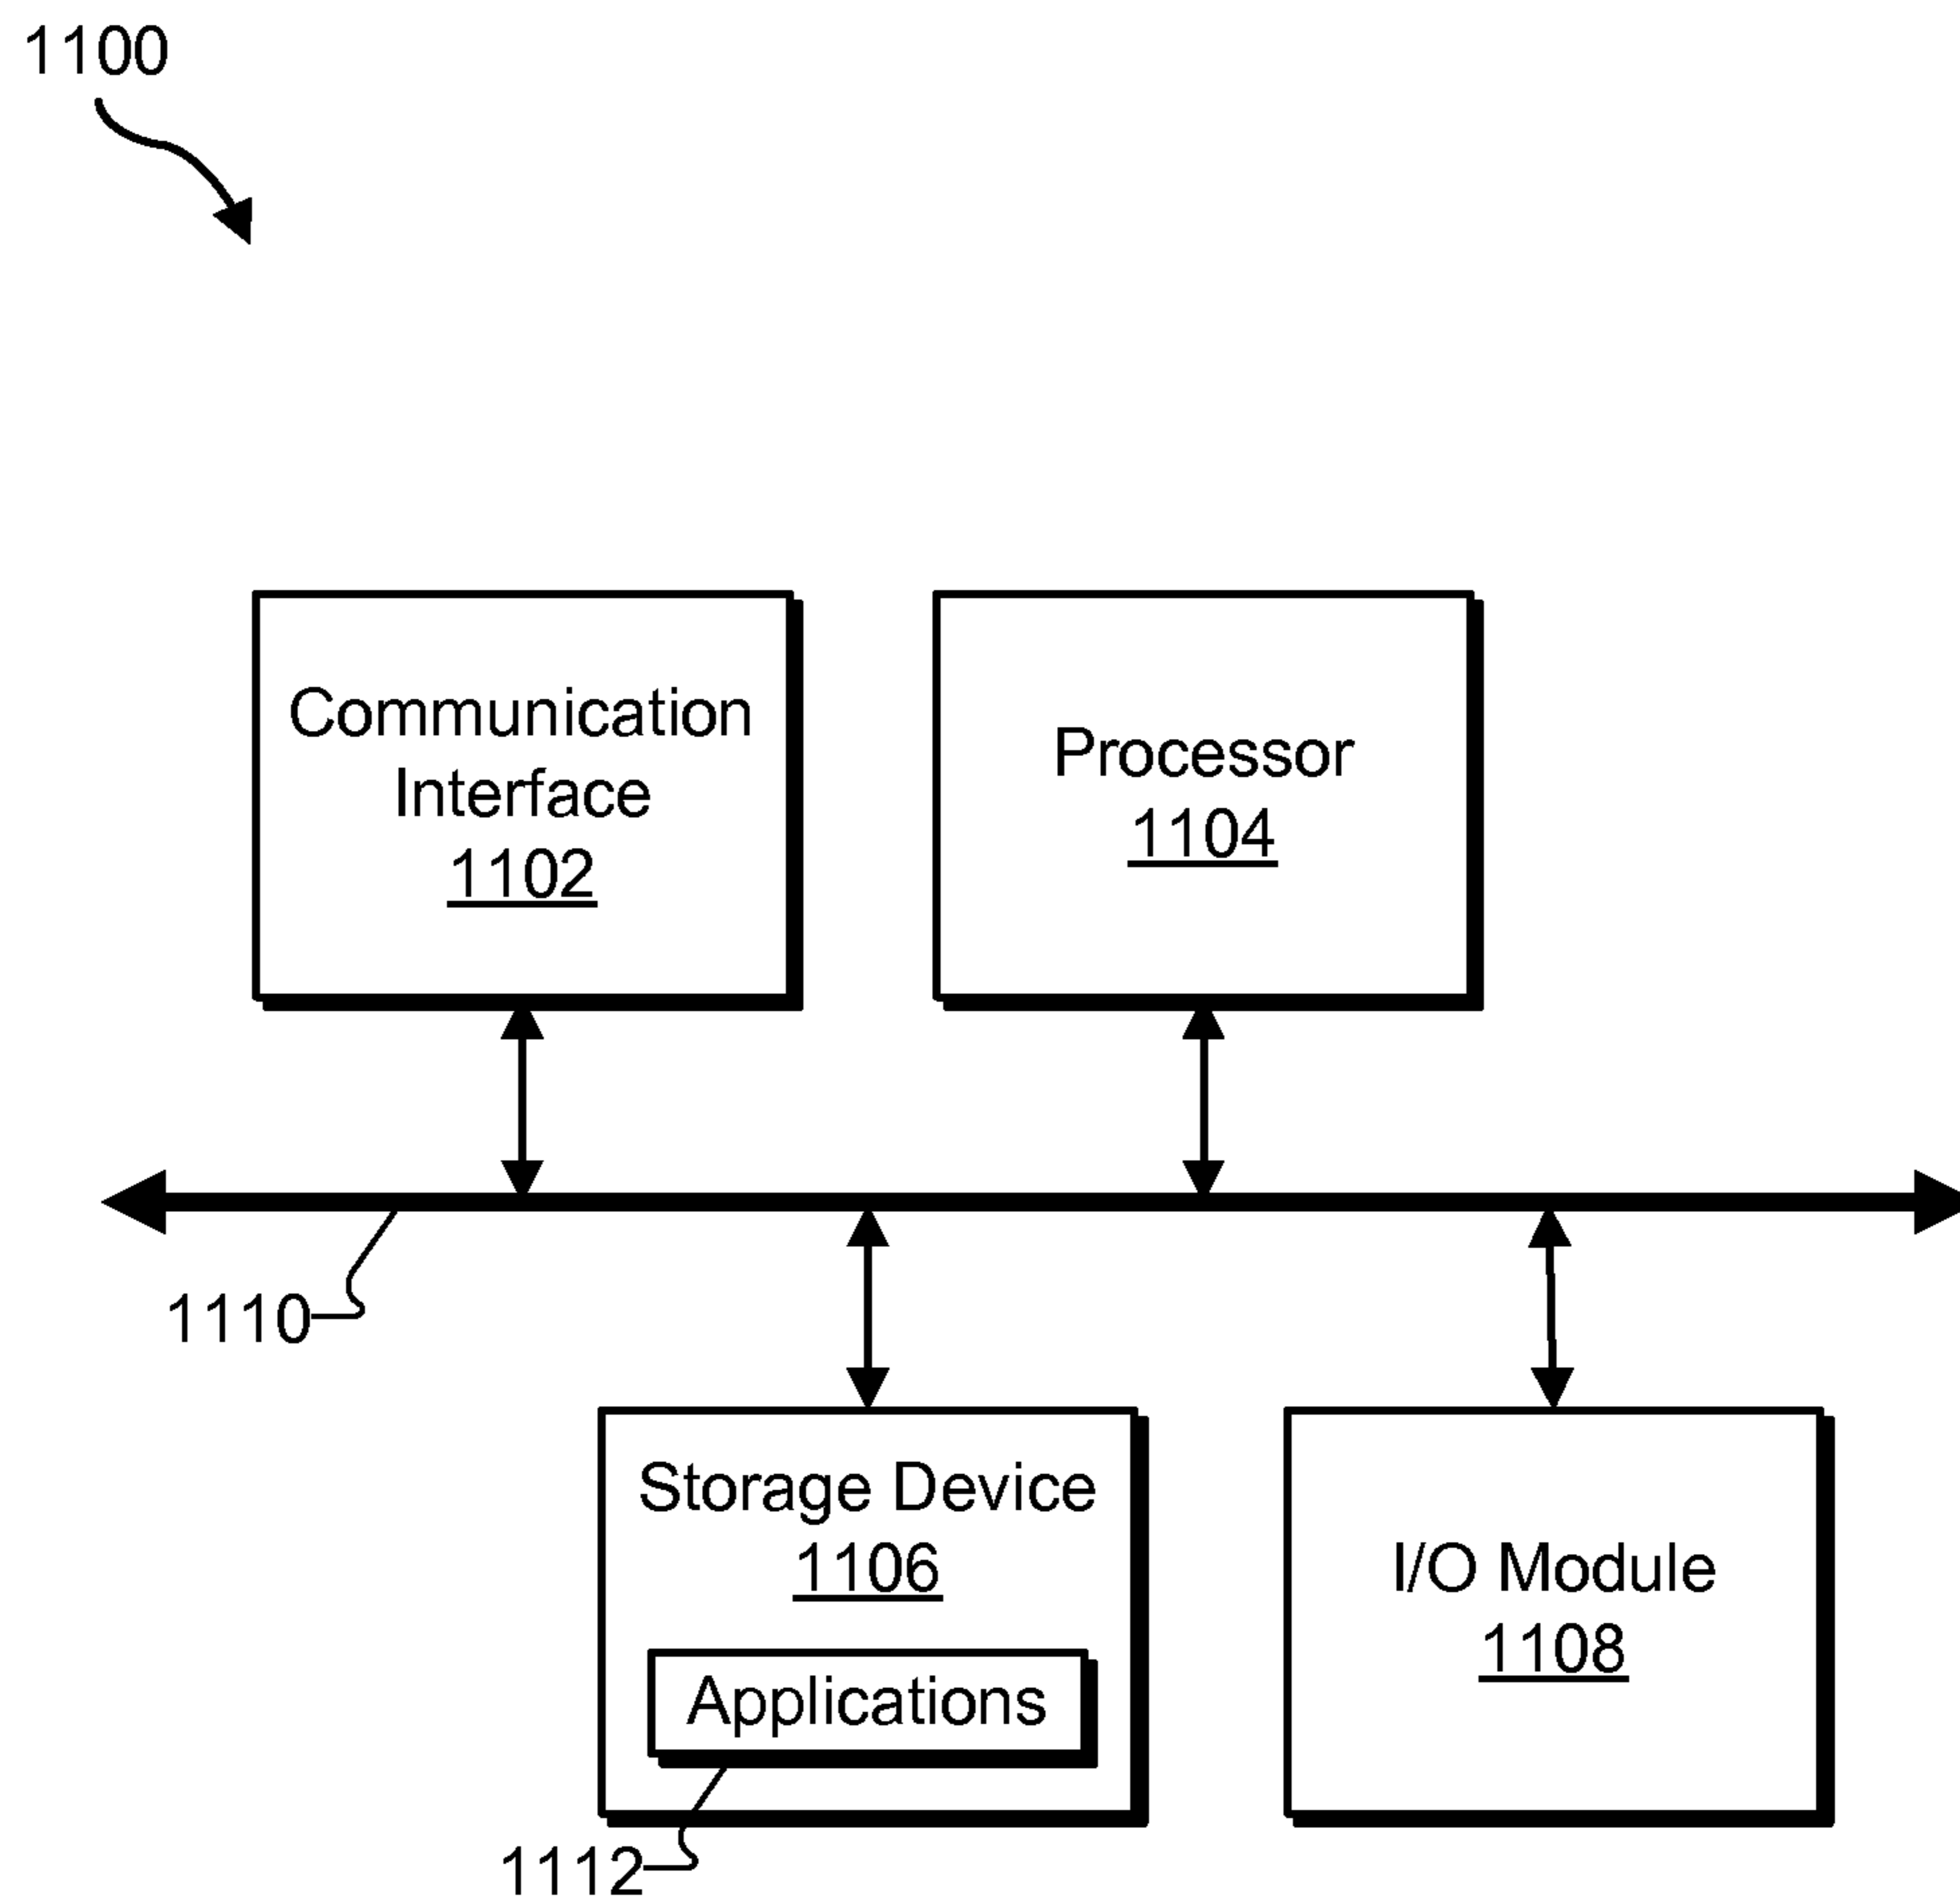 1100
Communication
Interface
1102
Processor
1104
1110
Storage Device
1106
Applications
1112
I/O Module
1108